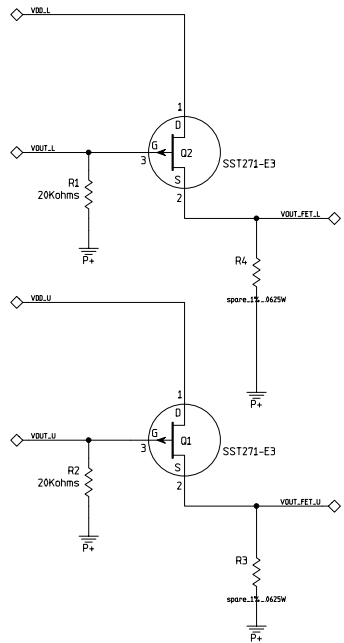 VDD_L
1
D
VOUT_L
G
3
Q2
SST271-E3
R1
20Kohms
S
2
VOUT_FET_L
P+
R4
spare_1%_.0625W
VDD_U
P+
1
D
VOUT_U
G
3
Q1
SST271-E3
R2
20Kohms
S
2
VOUT_FET_U
P+
R3
spare_1%_.0625W
P+